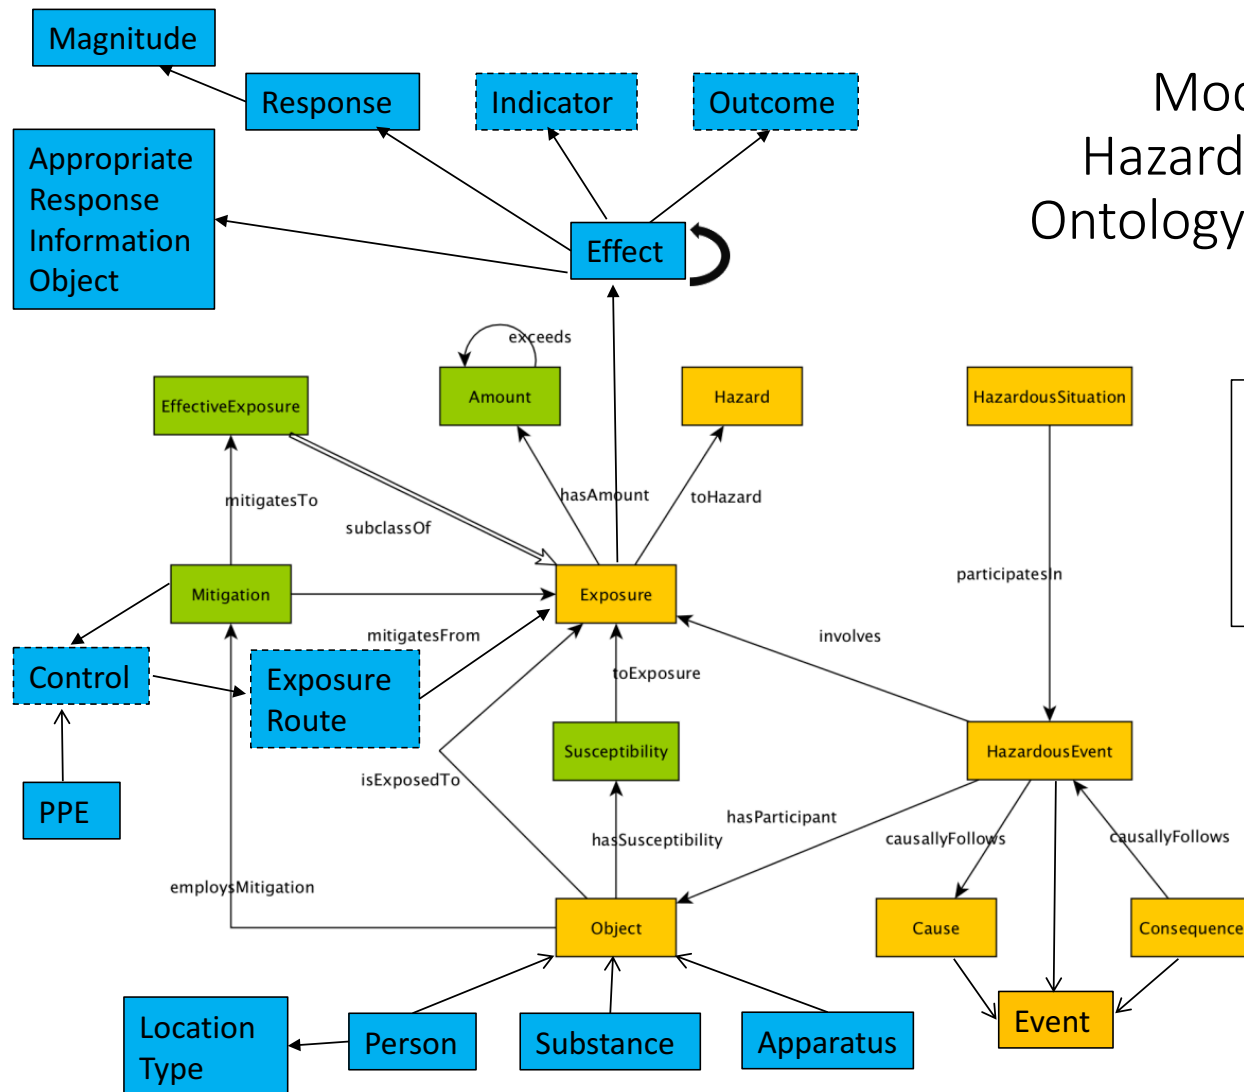 Magnitude
Response
Indicator
Outcome
Hazard
Ontology
Appropriate
Response
Information
Object
Effect
exceeds
EffectiveExposure
Amount
Hazard
HazardousSituation
mitigatesTo
hasAmount
toHazard
subclassOf
participatesIn
Mitigation
Exposure
mitigatesFrom
involves
Control
Exposure
Route
toExposure
Susceptibility
HazardousEvent
isExposedTo
PPE
hasParticipant
hasSusceptibility
causallyFollows
causallyFollows
employsMitigation
Object
Cause
Consequence
Location
Type
Person
Substance
Apparatus
Event